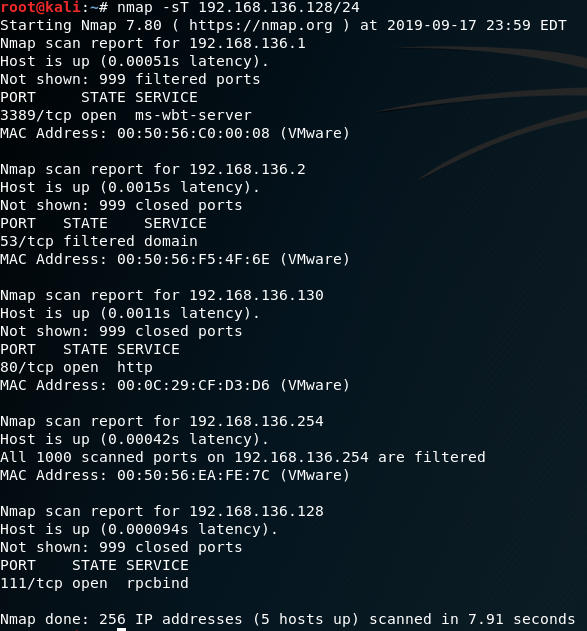 root@kali:~# nmap -sT 192.168.136.128/24
Starting Nmap 7.80 ( https://nmap.org ) at 2019-09-17 23:59 EDT
Nmap scan report for 192.168.136.1
Host is up (0.00051s latency).
Not shown: 999 filtered ports
PORT     STATE SERVICE
3389/tcp open  ms-wbt-server
MAC Address: 00:50:56:C0:00:08 (VMware)

Nmap scan report for 192.168.136.2
Host is up (0.0015s latency).
Not shown: 999 closed ports
PORT   STATE    SERVICE
53/tcp filtered domain
MAC Address: 00:50:56:F5:4F:6E (VMware)

Nmap scan report for 192.168.136.130
Host is up (0.0011s latency).
Not shown: 999 closed ports
PORT   STATE SERVICE
80/tcp open  http
MAC Address: 00:0C:29:CF:D3:D6 (VMware)

Nmap scan report for 192.168.136.254
Host is up (0.00042s latency).
All 1000 scanned ports on 192.168.136.254 are filtered
MAC Address: 00:50:56:EA:FE:7C (VMware)

Nmap scan report for 192.168.136.128
Host is up (0.000094s latency).
Not shown: 999 closed ports
PORT    STATE SERVICE
111/tcp open  rpcbind

Nmap done: 256 IP addresses (5 hosts up) scanned in 7.91 seconds